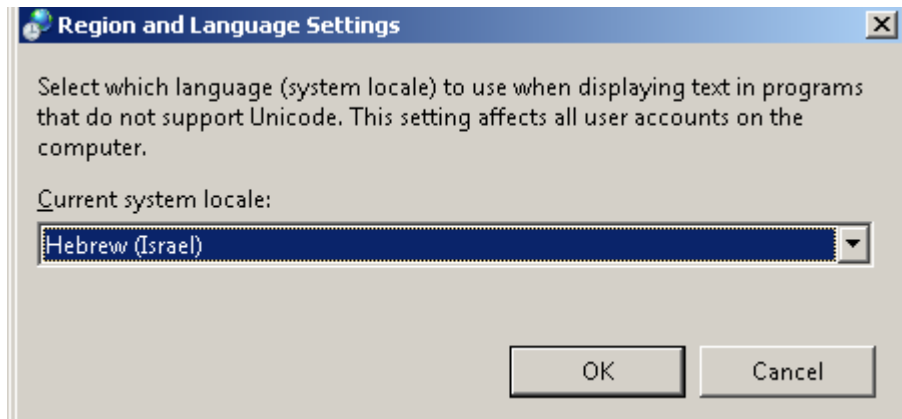 Region and Language Settings
Select which language (system locale) to use when displaying text in programs
that do not support Unicode. This setting affects all user accounts on the
computer.
Current system locale:
Hebrew (Israel)
OK Cancel